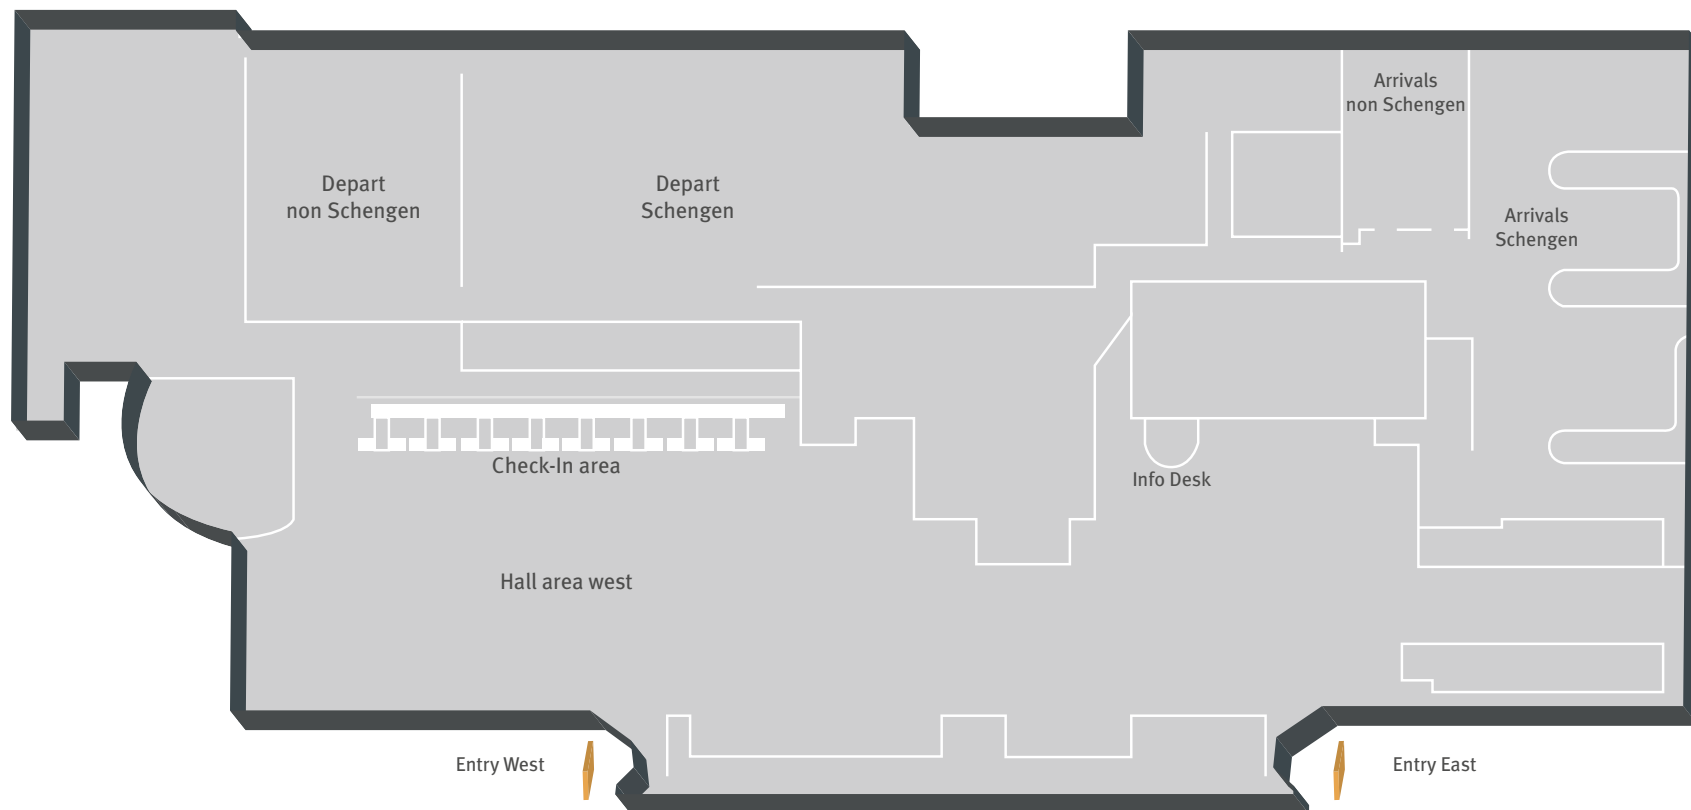 Arrivals
non Schengen
Depart
non Schengen
Depart
Schengen
Arrivals
Schengen
Check-In area
Info Desk
Hall area west
Entry West
Entry East